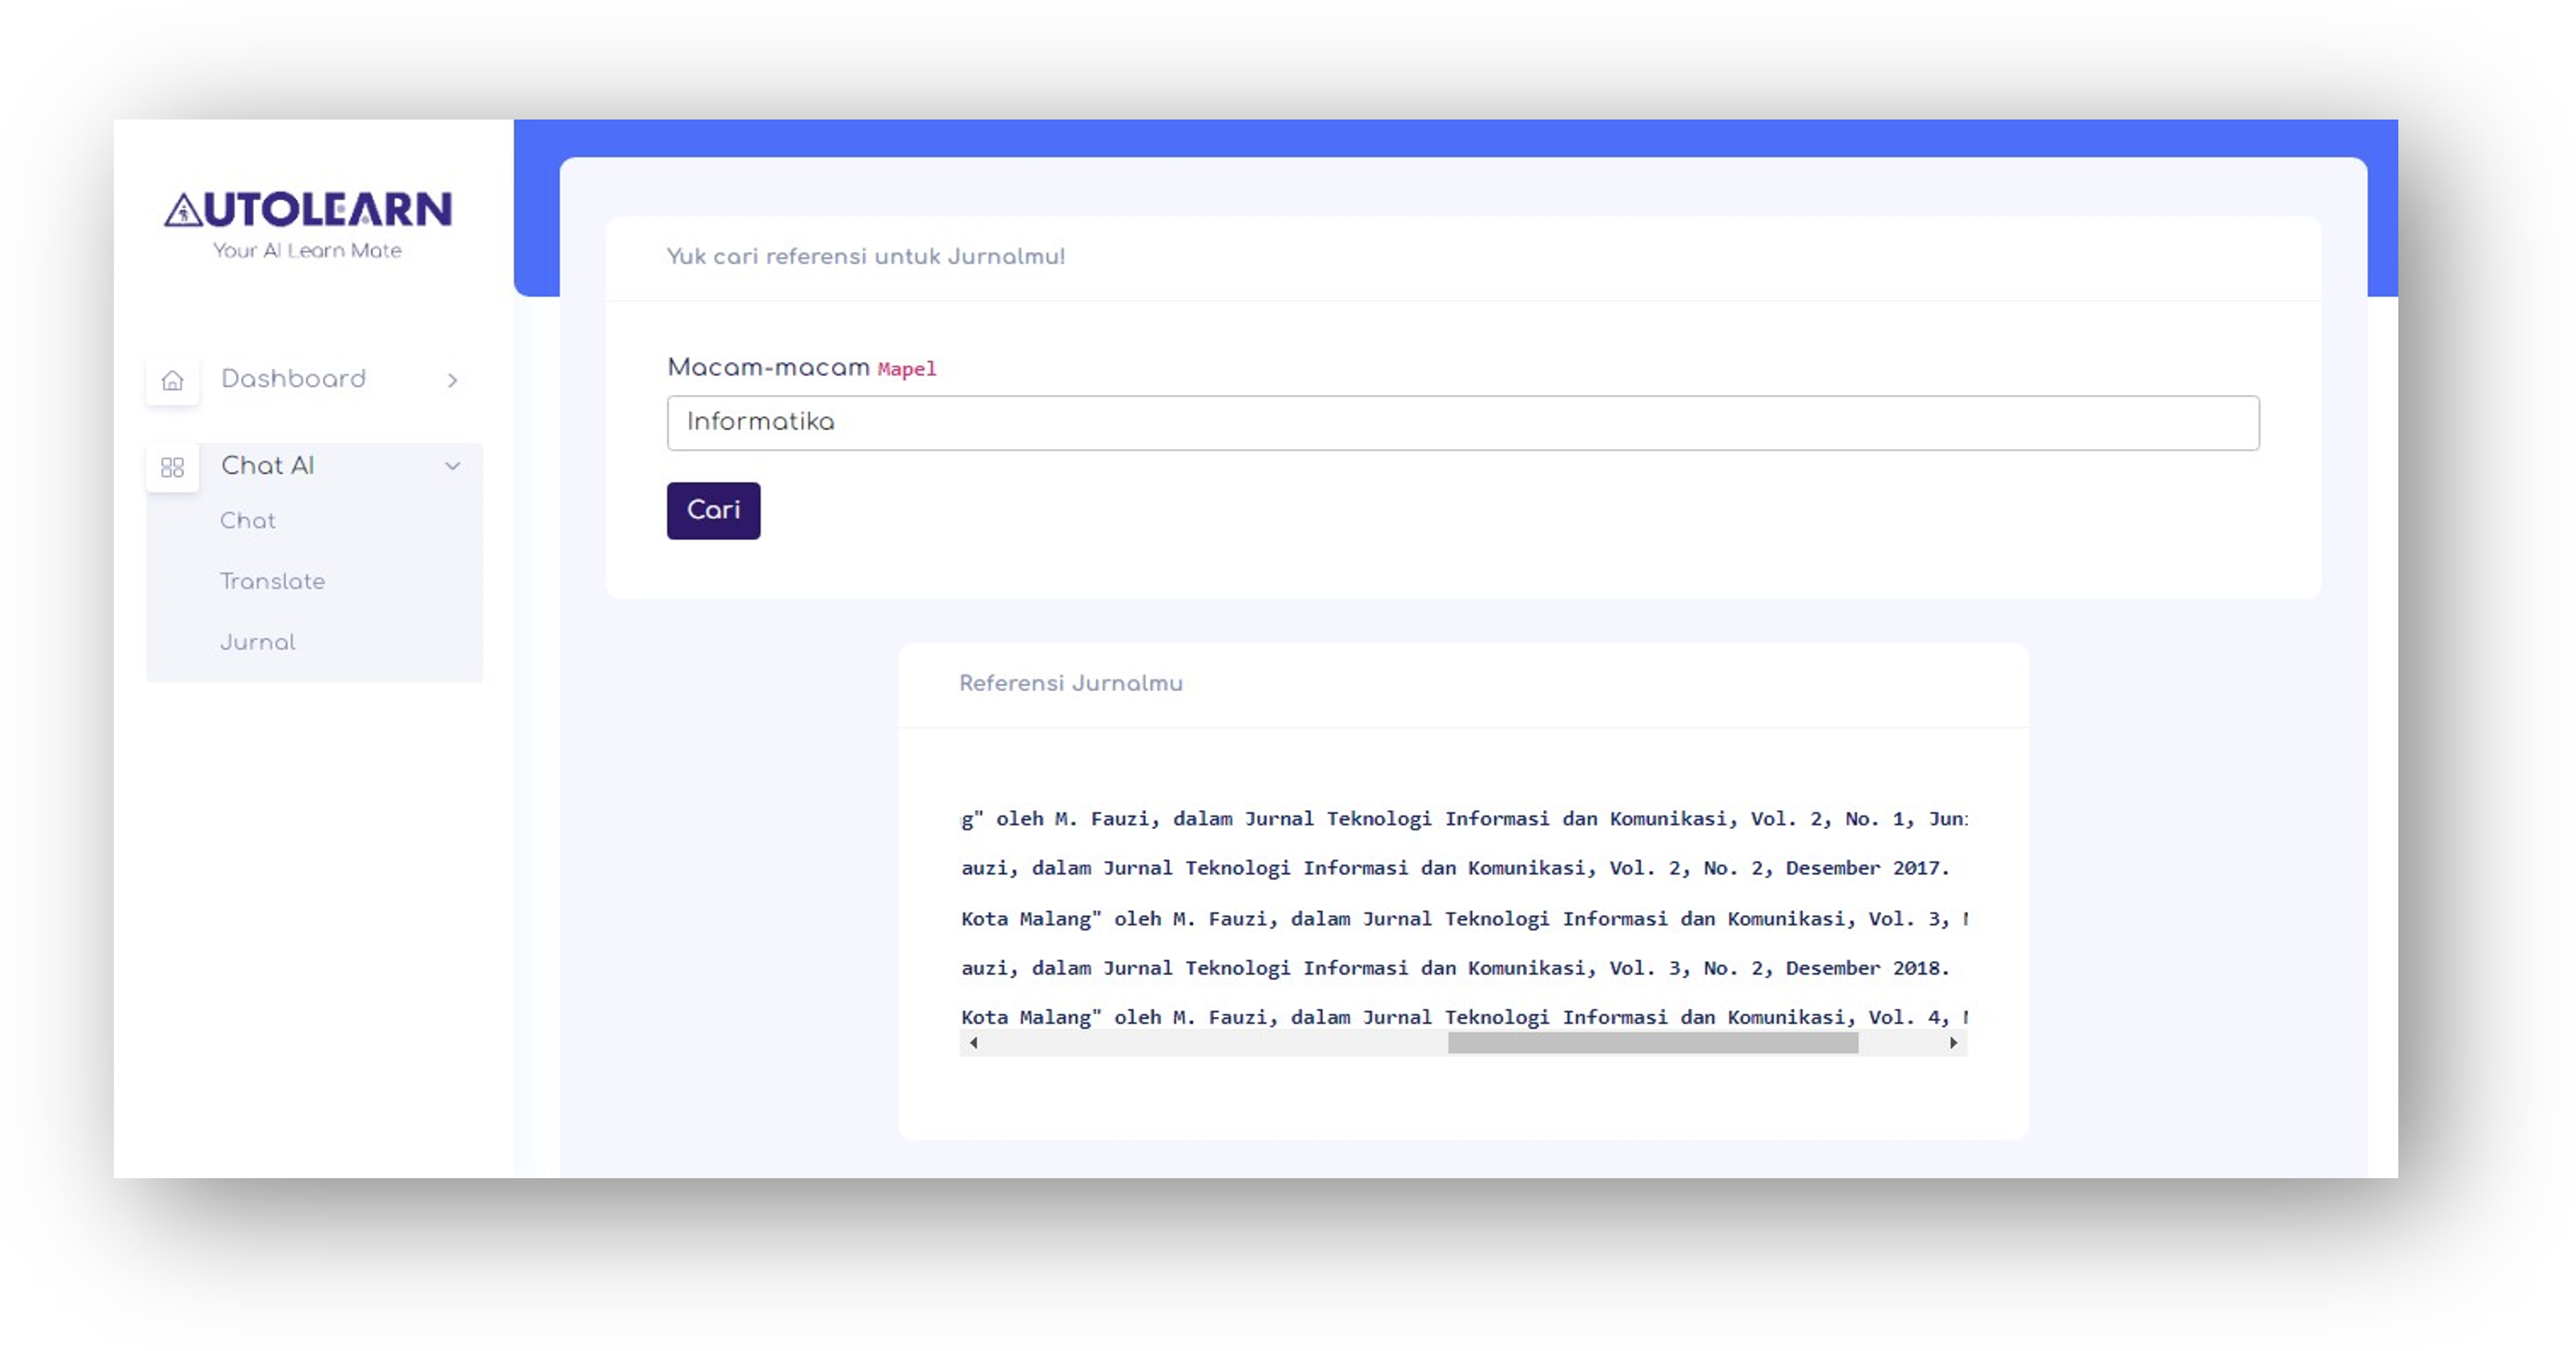 AUTOLEARN
Your AI Learn Mate
Dashboard
Chat AI
Chat
Translate
Jurnal
Yuk cari referensi untuk Jurnalmu!
Macam-macam Mapel
Informatika
Cari
Referensi Jurnalmu
g" oleh M. Fauzi, dalam Jurnal Teknologi Informasi dan Komunikasi, Vol. 2, No. 1,
auzi, dalam Jurnal Teknologi Informasi dan Komunikasi, Vol. 2, No. 2, Desember 2017.
Kota Malang" oleh M. Fauzi, dalam Jurnal Teknologi Informasi dan Komunikasi, Vol. 3,
auzi, dalam Jurnal Teknologi Informasi dan Komunikasi, Vol. 3, No. 2, Desember 2018.
Kota Malang" oleh M. Fauzi, dalam Jurnal Teknologi Informasi dan Komunikasi, Vol. 4,